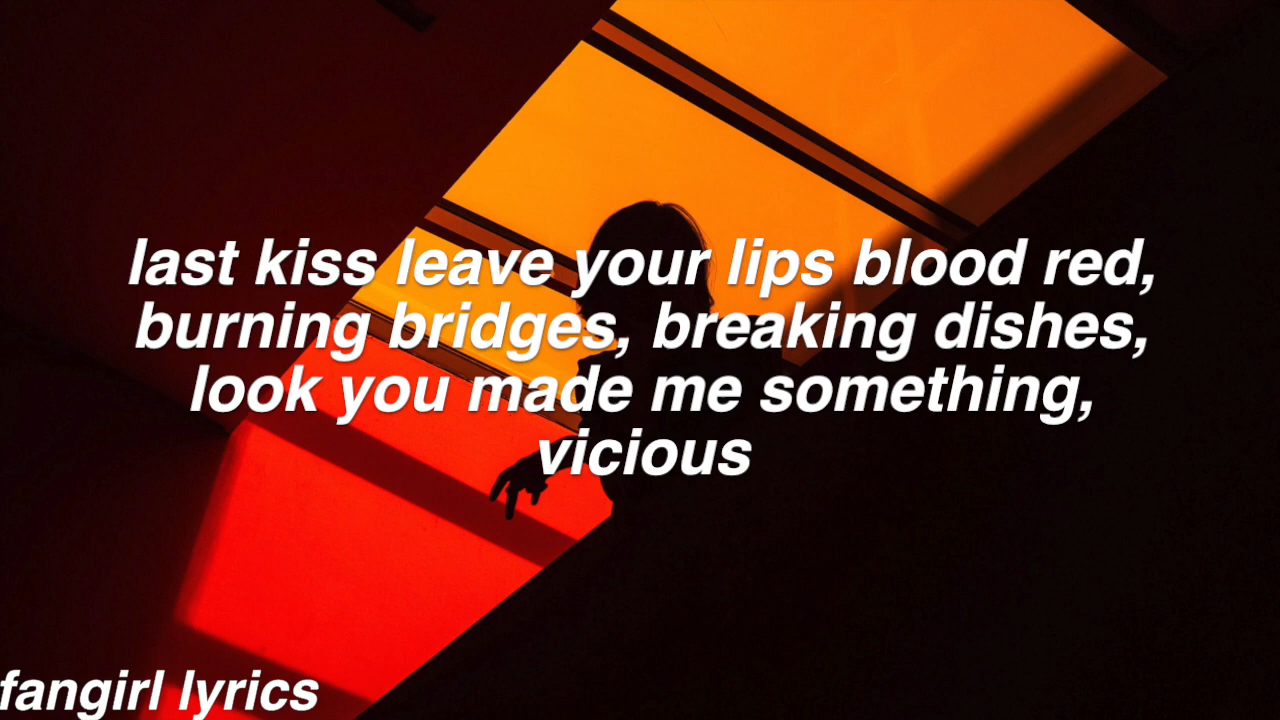 last kiss leave your lips blood red,
burning bridges, breaking dishes,
look you made me something,
vicious
fangirl lyrics